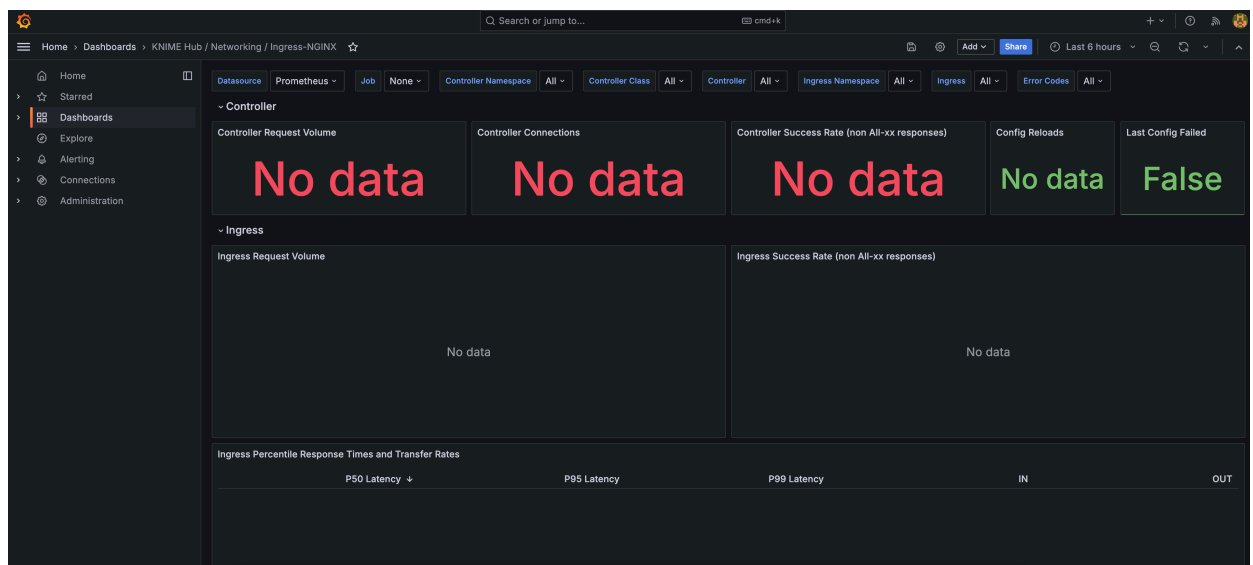 Search or jump to... cmd+k
Home › Dashboards › KNIME Hub / Networking / Ingress-NGINX Add Share Last 6 hours
Home
Starred
Dashboards
Explore
Alerting
Connections
Administration
Datasource Prometheus Job None Controller Namespace All Controller Class All Controller All Ingress Namespace All Ingress All Error Codes All
Controller
Controller Request Volume Controller Connections Controller Success Rate (non All-xx responses) Config Reloads Last Config Failed
No data No data No data No data False
Ingress
Ingress Request Volume Ingress Success Rate (non All-xx responses)
No data No data
Ingress Percentile Response Times and Transfer Rates
P50 Latency ↓ P95 Latency P99 Latency IN OUT